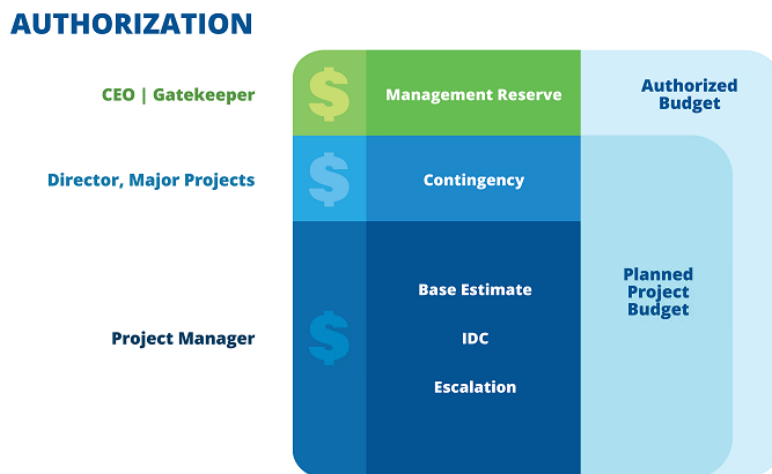 AUTHORIZATION
CEO | Gatekeeper
$
Management Reserve
Authorized
Budget
Director, Major Projects
$
Contingency
Project Manager
$
Base Estimate
IDC
Escalation
Planned
Project
Budget